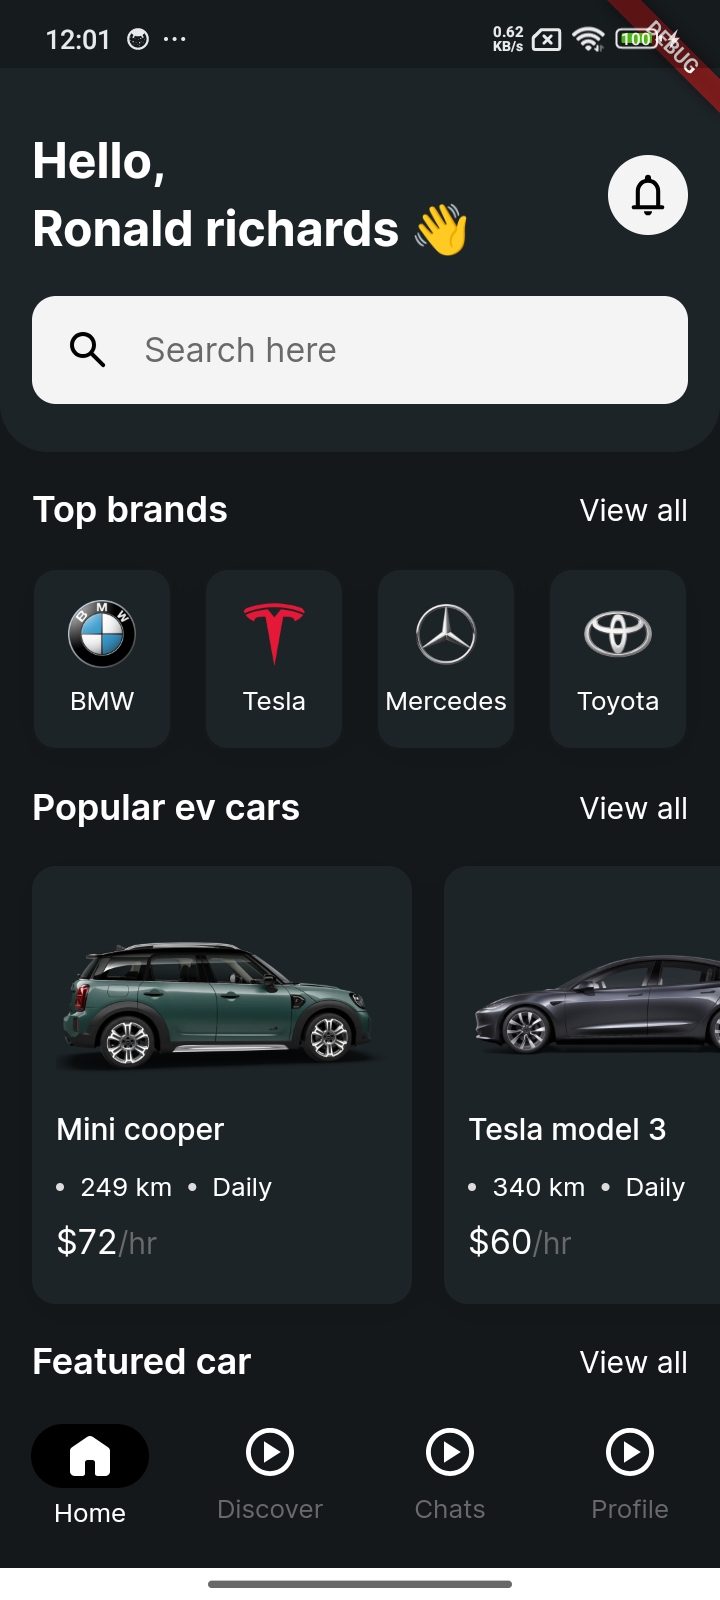 12:01
0.62
KB/s
100
DEBUG
Hello,
Ronald richards 👋
Search here
Top brands
View all
BMW
BMW
Tesla
Mercedes
Toyota
Popular ev cars
View all
Mini cooper
• 249 km • Daily
$72/hr
Tesla model 3
• 340 km • Daily
$60/hr
Featured car
View all
Home
Discover
Chats
Profile